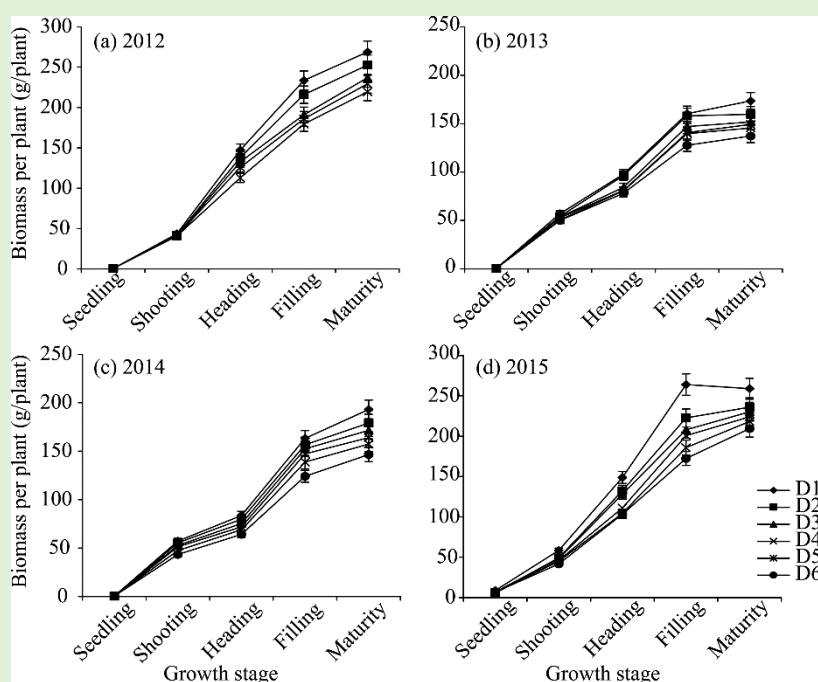 (a) 2012
Biomass per plant (g/plant)
300
250
200
150
100
50
0
Seedling
Shooting
Heading
Filling
Maturity
(b) 2013
250
200
150
100
50
0
Seedling
Shooting
Heading
Filling
Maturity
(c) 2014
Biomass per plant (g/plant)
250
200
150
100
50
0
Seedling
Shooting
Heading
Filling
Maturity
Growth stage
(d) 2015
300
250
200
150
100
50
0
Seedling
Shooting
Heading
Filling
Maturity
Growth stage
D1
D2
D3
D4
D5
D6